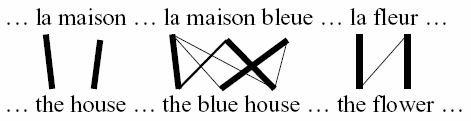 … la maison … la maison bleue … la fleur …
… the house … the blue house … the flower …